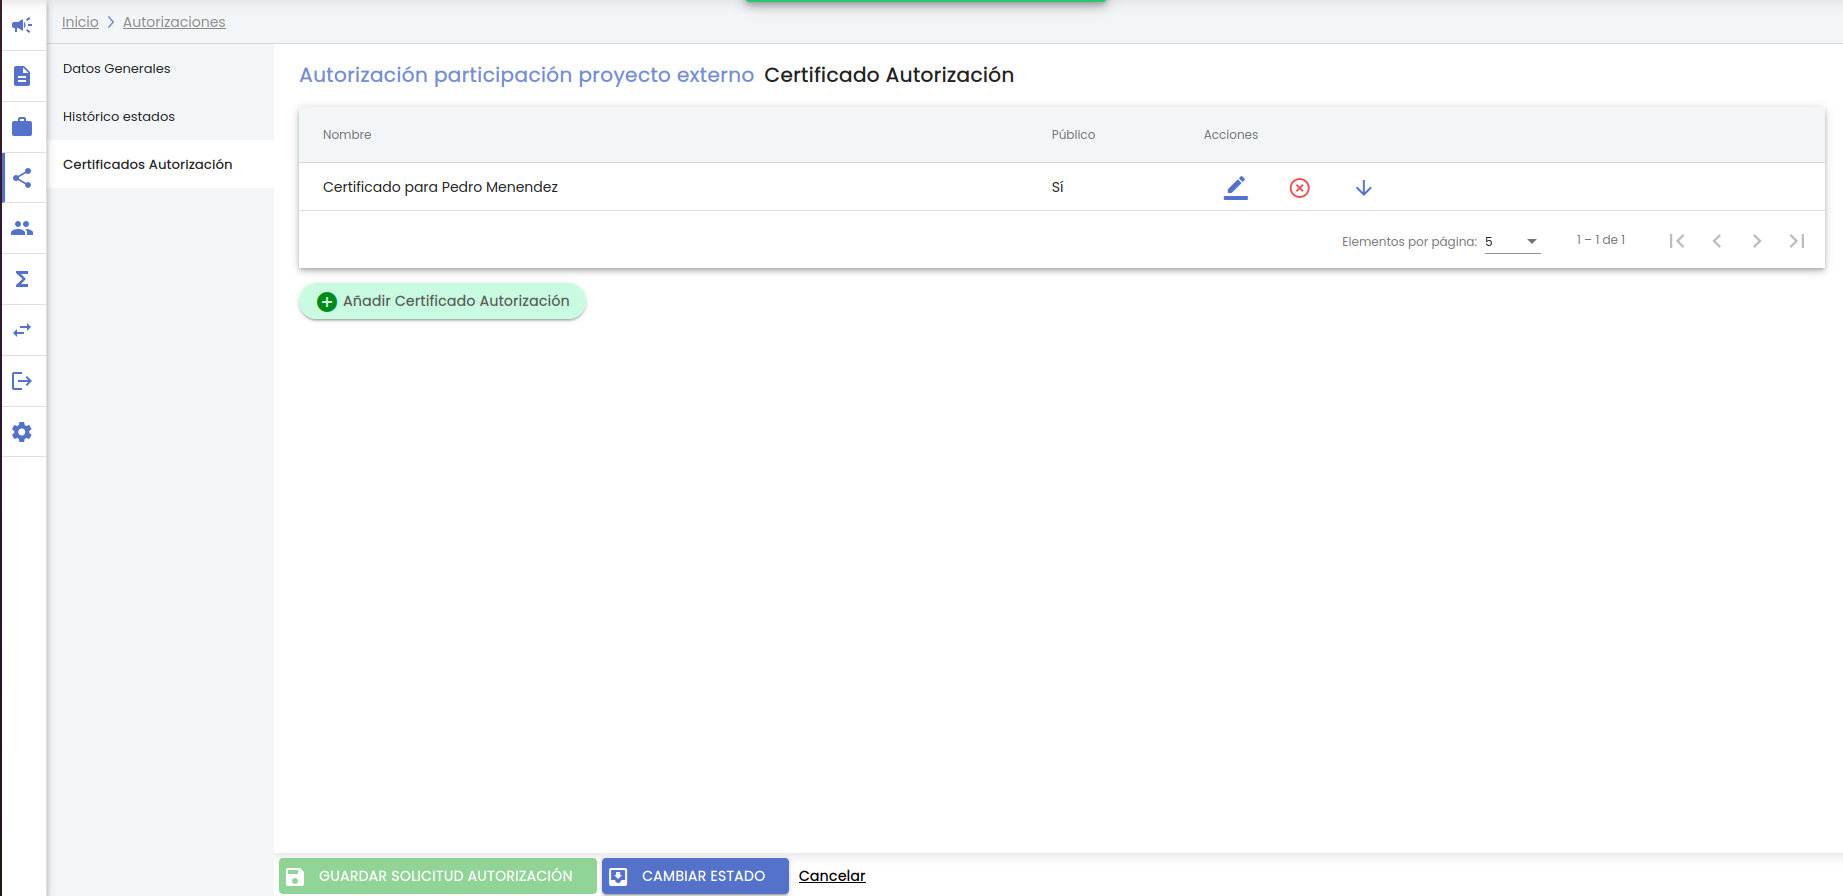 Inicio Autorizaciones
Datos Generales
Histórico estados
Certificados Autorización
Autorización participación proyecto externo Certificado Autorización
Nombre Público Acciones
Certificado para Pedro Menendez Sí
Elementos por página: 5 1 – 1 de 1
Añadir Certificado Autorización
GUARDAR SOLICITUD AUTORIZACIÓN CAMBIAR ESTADO Cancelar